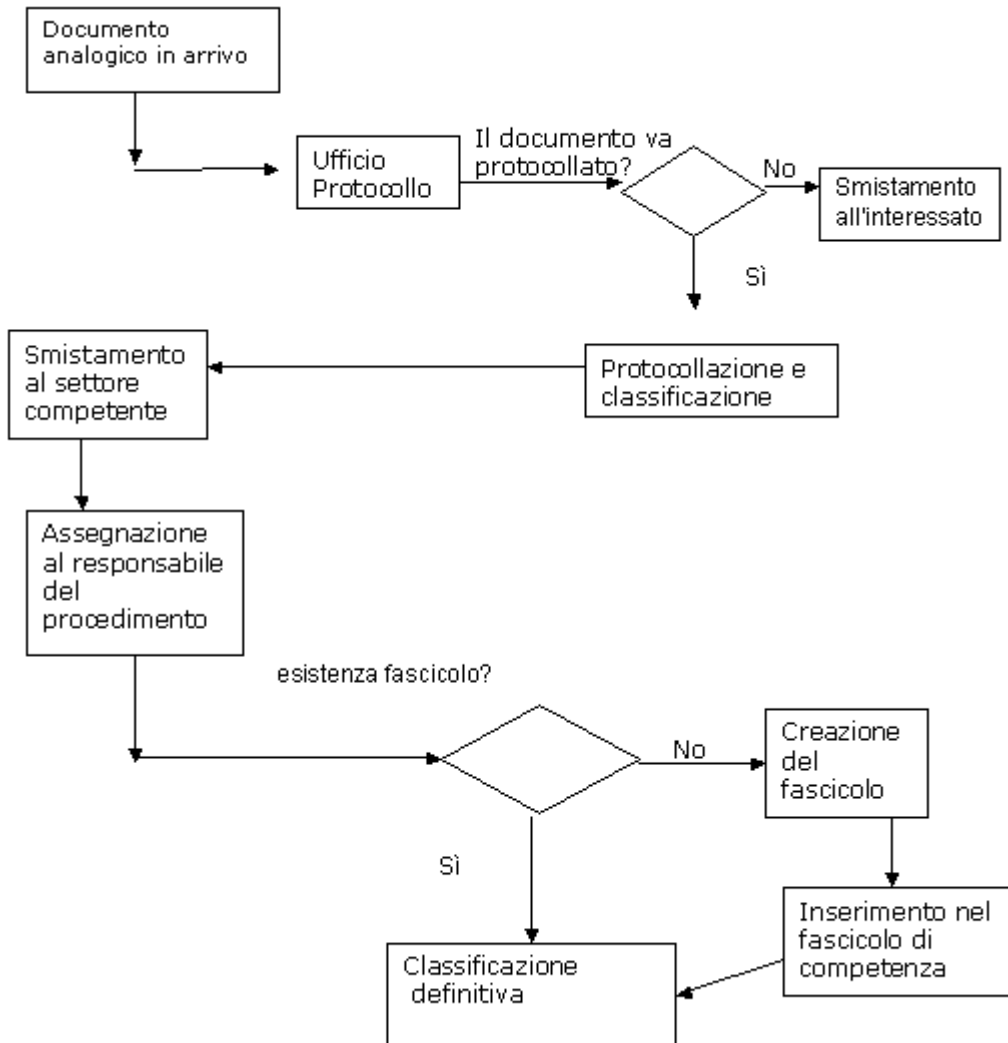 Documento
analogico in arrivo
Ufficio
Protocollo
Il documento va
protocollato?
No
Smistamento
all'interessato
Sì
Protocollazione e
classificazione
Smistamento
al settore
competente
Assegnazione
al responsabile
del
procedimento
esistenza fascicolo?
No
Creazione
del
fascicolo
Sì
Inserimento nel
fascicolo di
competenza
Classificazione
definitiva